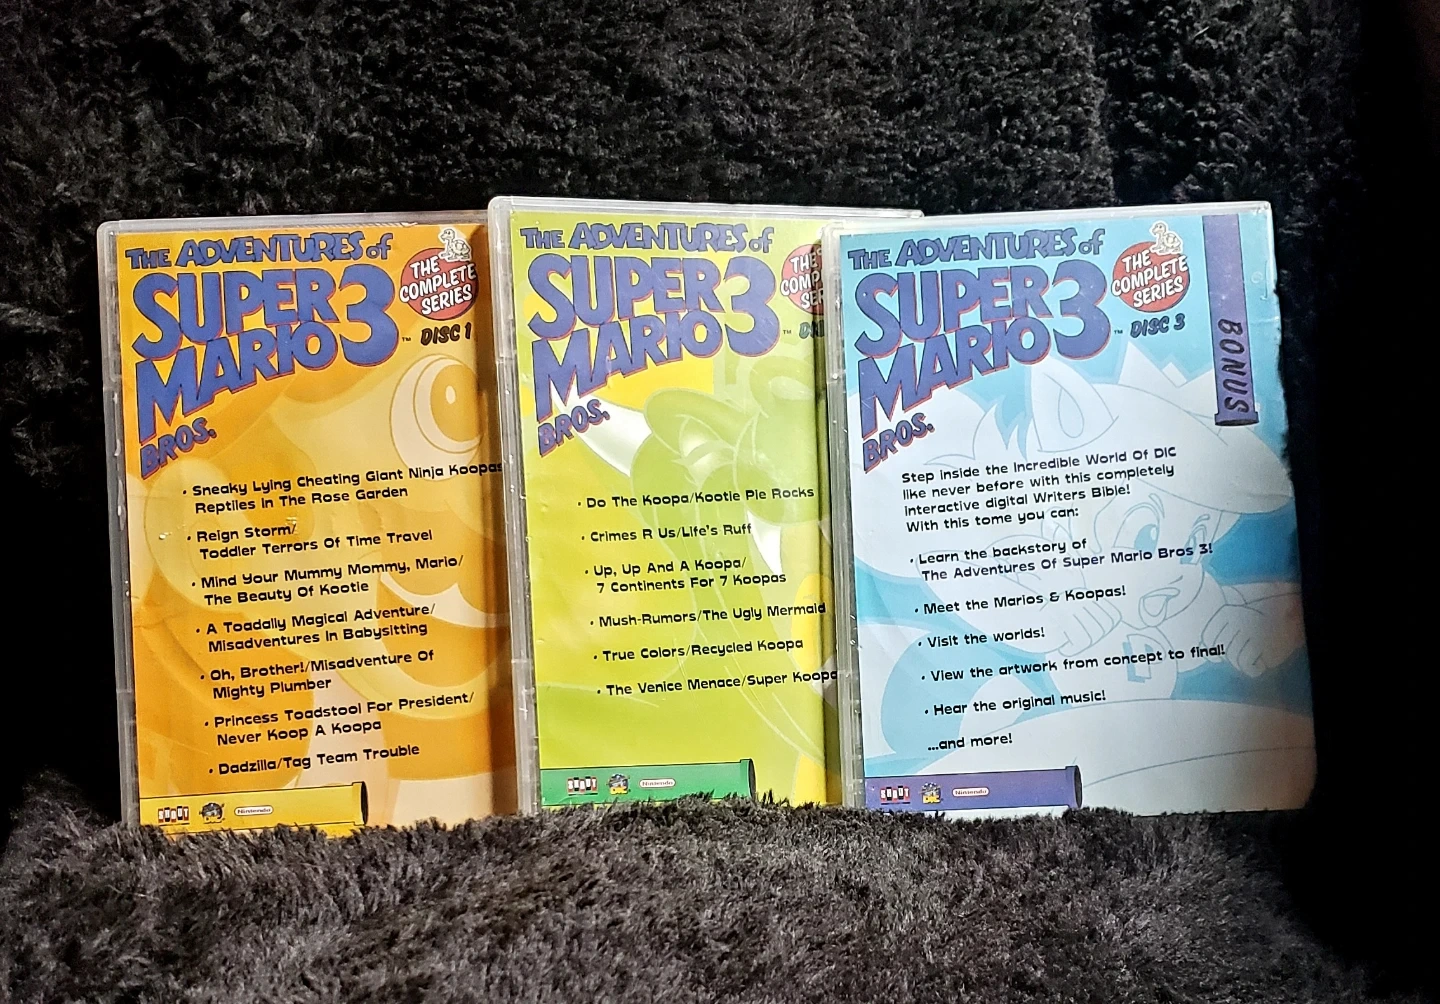 THE ADVENTURES of
SUPER
MARIO 3
BROS.
™
THE
COMPLETE
SERIES
DISC 1
• Sneaky Lying Cheating Giant Ninja Koopas
Reptiles In The Rose Garden
• Reign Storm/
Toddler Terrors Of Time Travel
• Mind Your Mummy Mommy, Mario/
The Beauty Of Kootie
• A Toadally Magical Adventure/
Misadventures In Babysitting
• Oh, Brother!/Misadventure Of
Mighty Plumber
• Princess Toadstool For President/
Never Koop A Koopa
• Dadzilla/Tag Team Trouble
DIC
Nintendo
THE ADVENTURES of
SUPER
MARIO 3
BROS.
™
THE
• Do The Koopa/Kootie Pie Rocks
• Crimes R Us/Life's Ruff
• Up, Up And A Koopa/
7 Continents For 7 Koopas
• Mush-Rumors/The Ugly Mermaid
• True Colors/Recycled Koopa
• The Venice Menace/Super Koopa
DIC
Nintendo
THE ADVENTURES of
SUPER
MARIO 3
BROS.
™
THE
COMPLETE
SERIES
DISC 3
BONUS
Step inside the Incredible World Of DIC
like never before with this completely
interactive digital Writers Bible!
With this tome you can:
• Learn the backstory of
The Adventures Of Super Mario Bros 3!
• Meet the Marios & Koopas!
• Visit the worlds!
• View the artwork from concept to final!
• Hear the original music!
...and more!
DIC
Nintendo